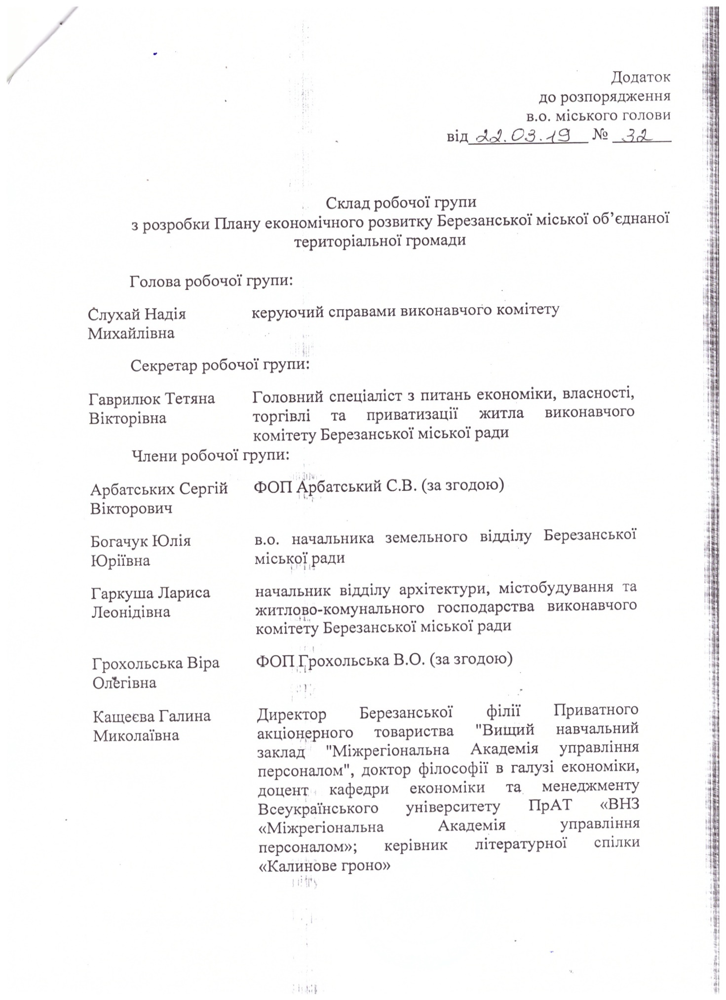 Додаток
до розпорядження
в.о. міського голови
від 22.03.19 № 32
Склад робочої групи
з розробки Плану економічного розвитку Березанської міської об’єднаної
територіальної громади
Голова робочої групи:
Слухай Надія керуючий справами виконавчого комітету
Михайлівна
Секретар робочої групи:
Гаврилюк Тетяна Головний спеціаліст з питань економіки, власності,
Вікторівна торгівлі та приватизації житла виконавчого
комітету Березанської міської ради
Члени робочої групи:
Арбатських Сергій ФОП Арбатський С.В. (за згодою)
Вікторович
Богачук Юлія в.о. начальника земельного відділу Березанської
Юріївна міської ради
Гаркуша Лариса начальник відділу архітектури, містобудування та
Леонідівна житлово-комунального господарства виконавчого
комітету Березанської міської ради
Грохольська Віра ФОП Грохольська В.О. (за згодою)
Олегівна
Кащеєва Галина Директор Березанської філії Приватного
Миколаївна акціонерного товариства "Вищий навчальний
заклад "Міжрегіональна Академія управління
персоналом", доктор філософії в галузі економіки,
доцент кафедри економіки та менеджменту
Всеукраїнського університету ПрАТ «ВНЗ
«Міжрегіональна Академія управління
персоналом»; керівник літературної спілки
«Калинове гроно»